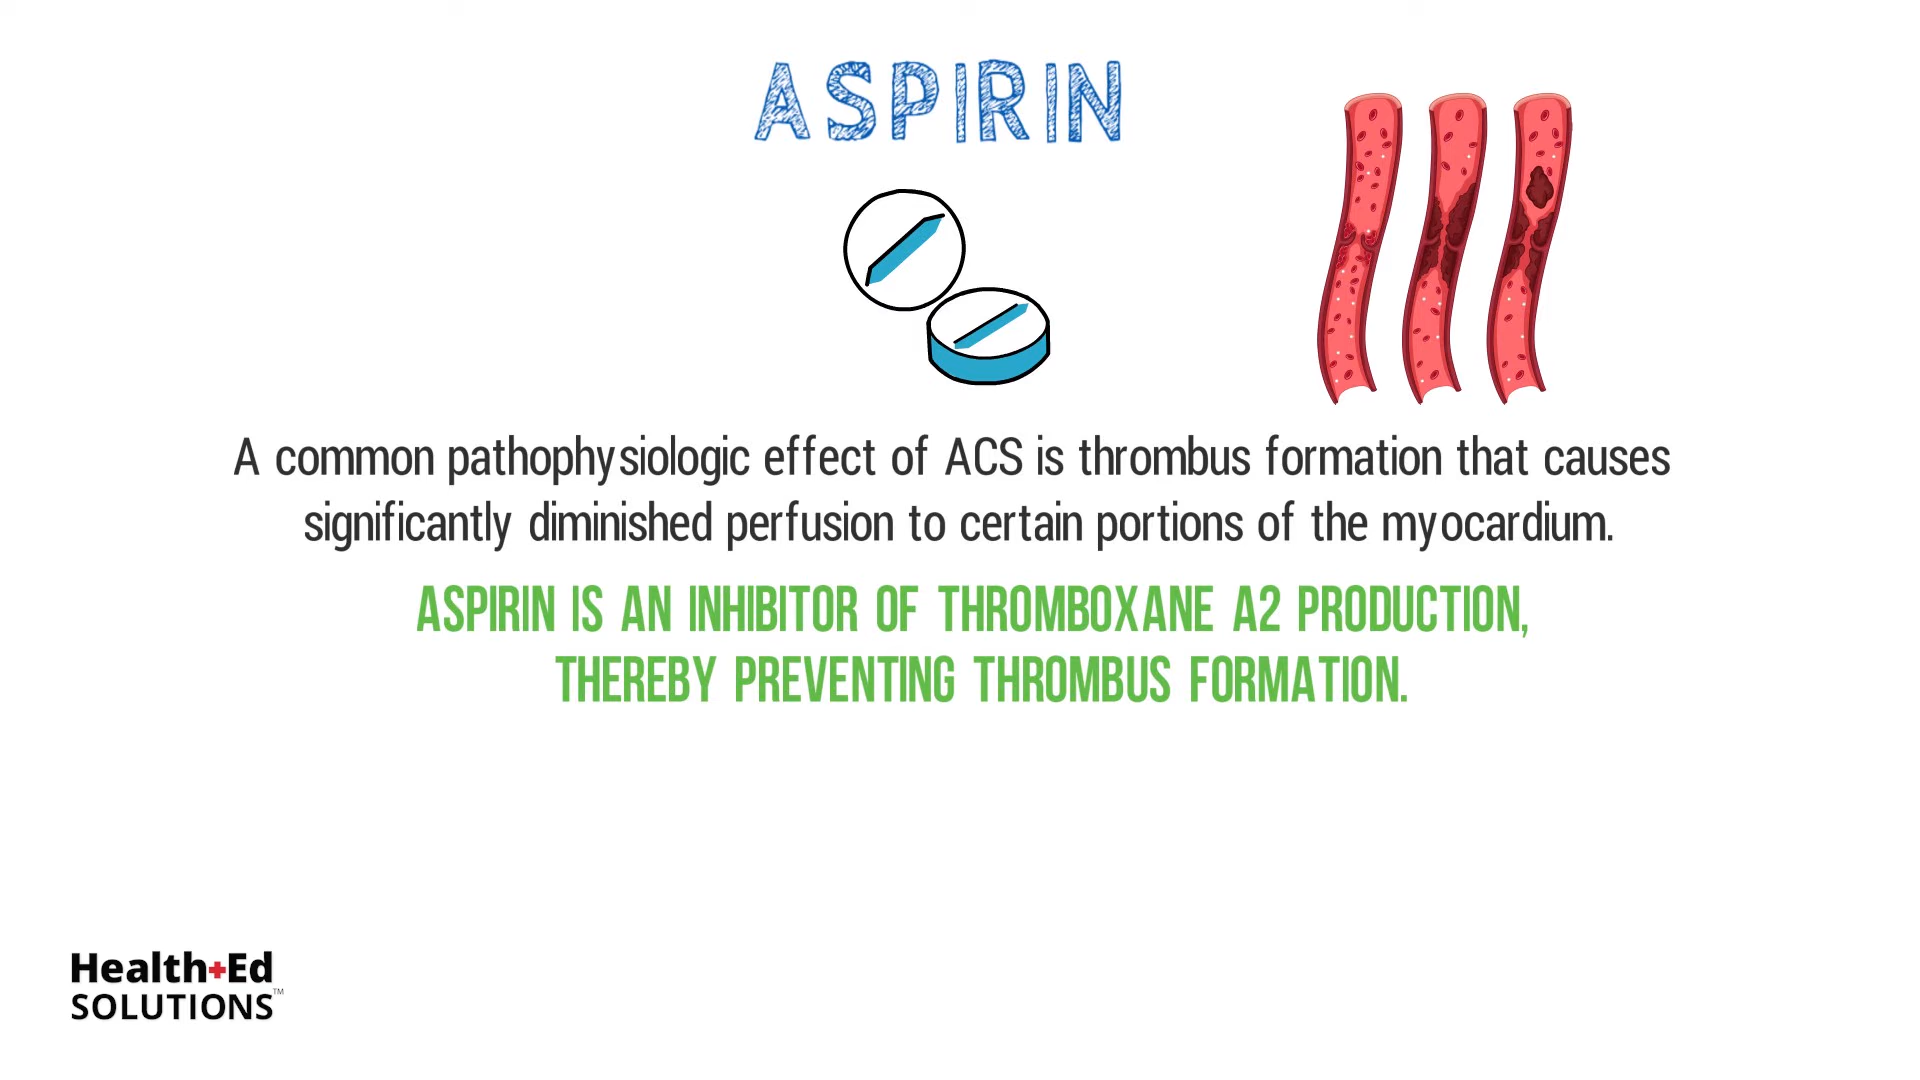 ASPIRIN
A common pathophysiologic effect of ACS is thrombus formation that causes
significantly diminished perfusion to certain portions of the myocardium.
ASPIRIN IS AN INHIBITOR OF THROMBOXANE A2 PRODUCTION,
THEREBY PREVENTING THROMBUS FORMATION.
Health+Ed
SOLUTIONS™